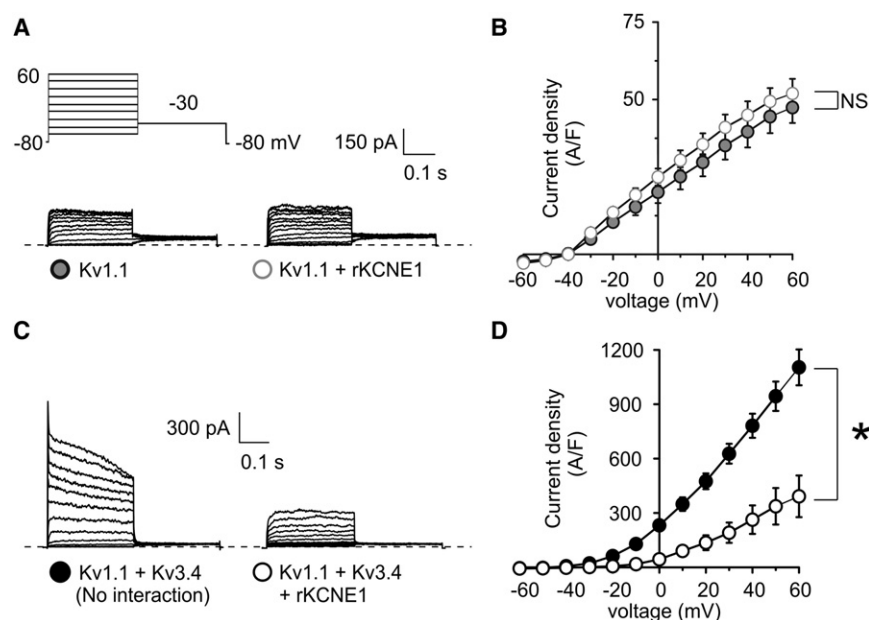 A
60
-30
-80
-80 mV
150 pA
0.1 s
Kv1.1
Kv1.1 + rKCNE1
B
75
50
Current density
(A/F)
NS
-60 -40 -20 0 20 40 60
voltage (mV)
C
300 pA
0.1 s
Kv1.1 + Kv3.4
(No interaction)
Kv1.1 + Kv3.4
+ rKCNE1
D
1200
900
600
300
Current density
(A/F)
*
-60 -40 -20 0 20 40 60
voltage (mV)